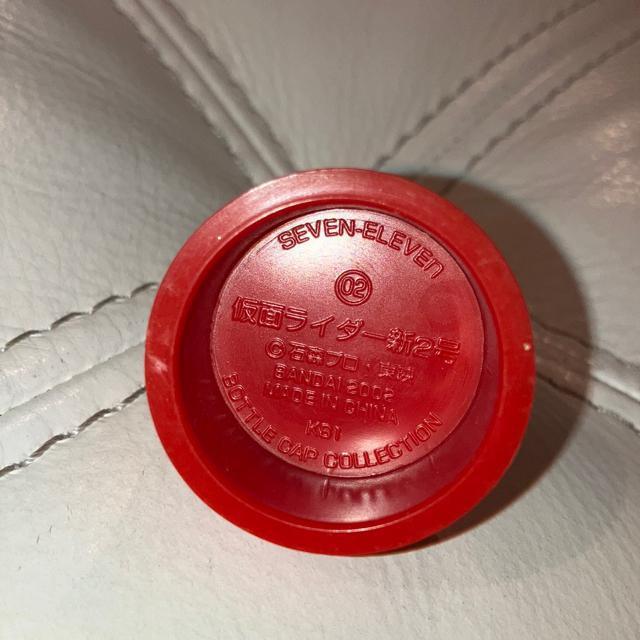 SEVEN-ELEVEn
02
仮面ライダー新2号
©石森プロ・東映
BANDAI 2002
MADE IN CHINA
K61
BOTTLE CAP COLLECTION